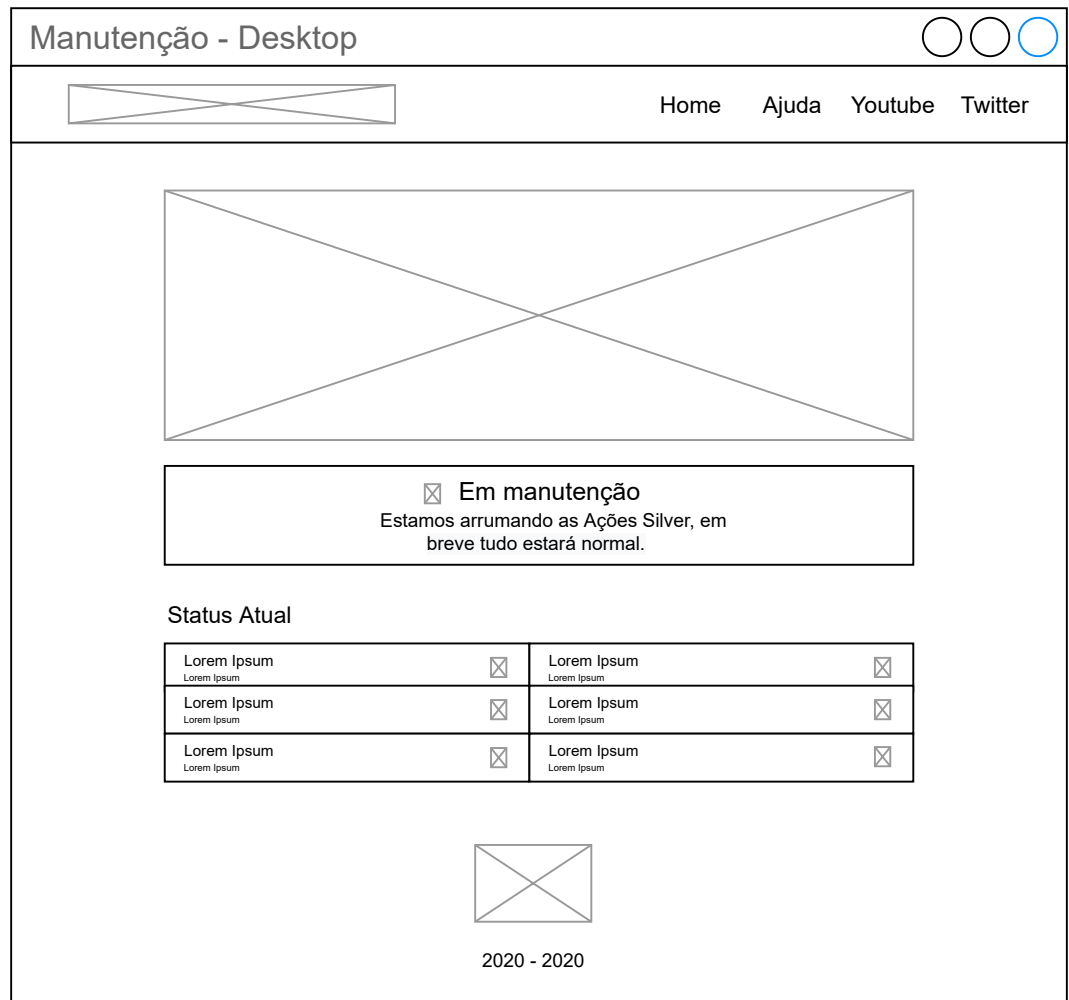 Manutenção - Desktop
Home Ajuda Youtube Twitter
Em manutenção
Estamos arrumando as Ações Silver, em
breve tudo estará normal.
Status Atual
Lorem Ipsum
Lorem Ipsum
Lorem Ipsum
Lorem Ipsum
Lorem Ipsum
Lorem Ipsum
Lorem Ipsum
Lorem Ipsum
Lorem Ipsum
Lorem Ipsum
Lorem Ipsum
Lorem Ipsum
2020 - 2020